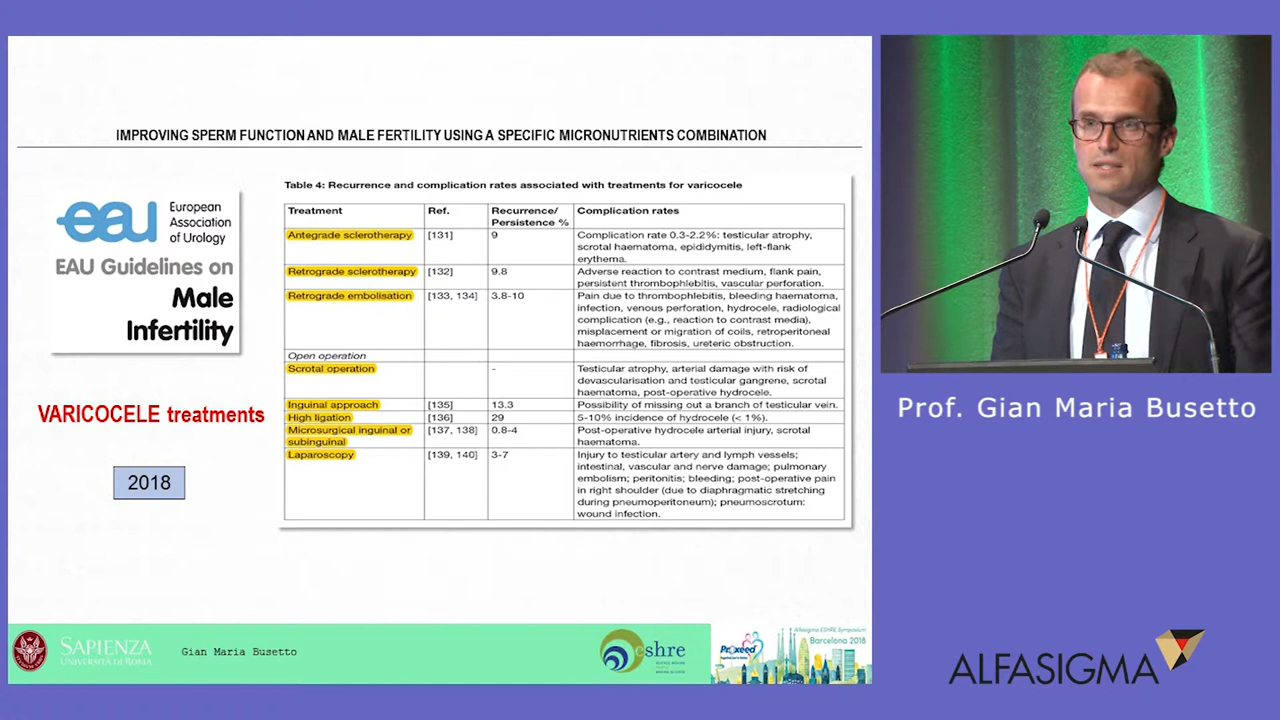 IMPROVING SPERM FUNCTION AND MALE FERTILITY USING A SPECIFIC MICRONUTRIENTS COMBINATION
eau
European
Association
of Urology
EAU Guidelines on
Male
Infertility
VARICOCELE treatments
2018
Table 4: Recurrence and complication rates associated with treatments for varicocele
Treatment Ref. Recurrence/ Complication rates
Persistence %
Antegrade sclerotherapy [131] 9 Complication rate 0.3-2.2%: testicular atrophy,
scrotal haematoma, epididymitis, left-flank
erythema.
Retrograde sclerotherapy [132] 9.8 Adverse reaction to contrast medium, flank pain,
persistent thrombophlebitis, vascular perforation.
Retrograde embolisation [133, 134] 3.8-10 Pain due to thrombophlebitis, bleeding haematoma,
infection, venous perforation, hydrocele, radiological
complication (e.g., reaction to contrast media),
misplacement or migration of coils, retroperitoneal
haemorrhage, fibrosis, ureteric obstruction.
Open operation
Scrotal operation - Testicular atrophy, arterial damage with risk of
devascularisation and testicular gangrene, scrotal
haematoma, post-operative hydrocele.
Inguinal approach [135] 13.3 Possibility of missing out a branch of testicular vein.
High ligation [136] 29 5-10% incidence of hydrocele (< 1%).
Microsurgical inguinal or [137, 138] 0.8-4 Post-operative hydrocele arterial injury, scrotal
subinguinal haematoma.
Laparoscopy [139, 140] 3-7 Injury to testicular artery and lymph vessels;
intestinal, vascular and nerve damage; pulmonary
embolism; peritonitis; bleeding; post-operative pain
in right shoulder (due to diaphragmatic stretching
during pneumoperitoneum); pneumoscrotum:
wound infection.
Prof. Gian Maria Busetto
SAPIENZA
UNIVERSITÀ DI ROMA
Gian Maria Busetto
eshre
Alfasigma ESHRE Symposium
Barcelona 2018
Proxeed
ALFASIGMA